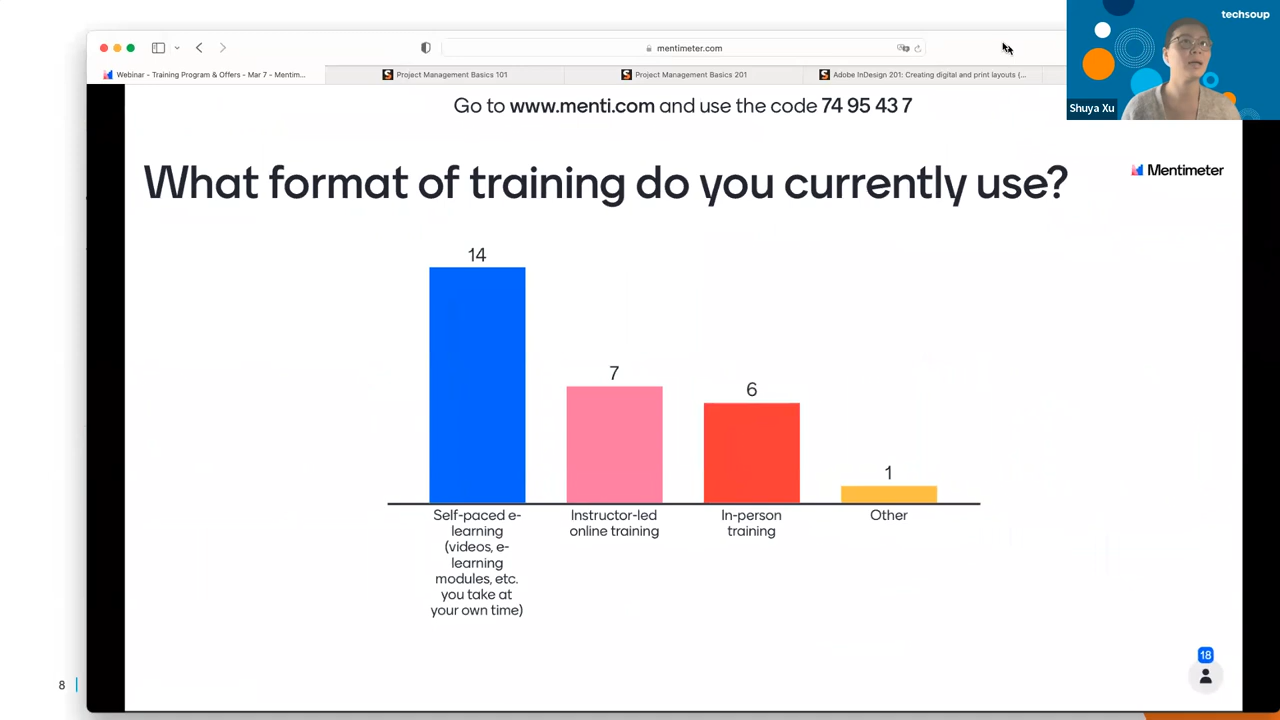 techsoup
mentimeter.com
Webinar - Training Program & Offers - Mar 7 - Mentim...
Project Management Basics 101
Project Management Basics 201
Adobe InDesign 201: Creating digital and print layouts (...
Shuya Xu
Go to www.menti.com and use the code 74 95 43 7
What format of training do you currently use?
Mentimeter
14
7
6
1
Self-paced e-
learning
(videos, e-
learning
modules, etc.
you take at
your own time)
Instructor-led
online training
In-person
training
Other
18
8